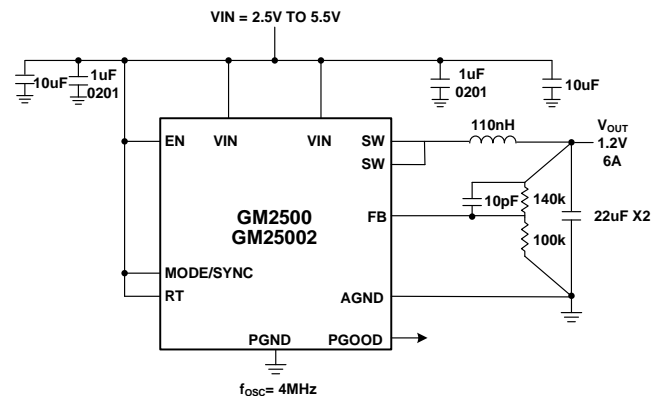 VIN = 2.5V TO 5.5V
10uF
1uF
0201
1uF
0201
10uF
EN
VIN
VIN
SW
SW
110nH
VOUT
1.2V
6A
GM2500
GM25002
FB
10pF
140k
100k
22uF X2
MODE/SYNC
RT
AGND
PGND
PGOOD
fOSC= 4MHz